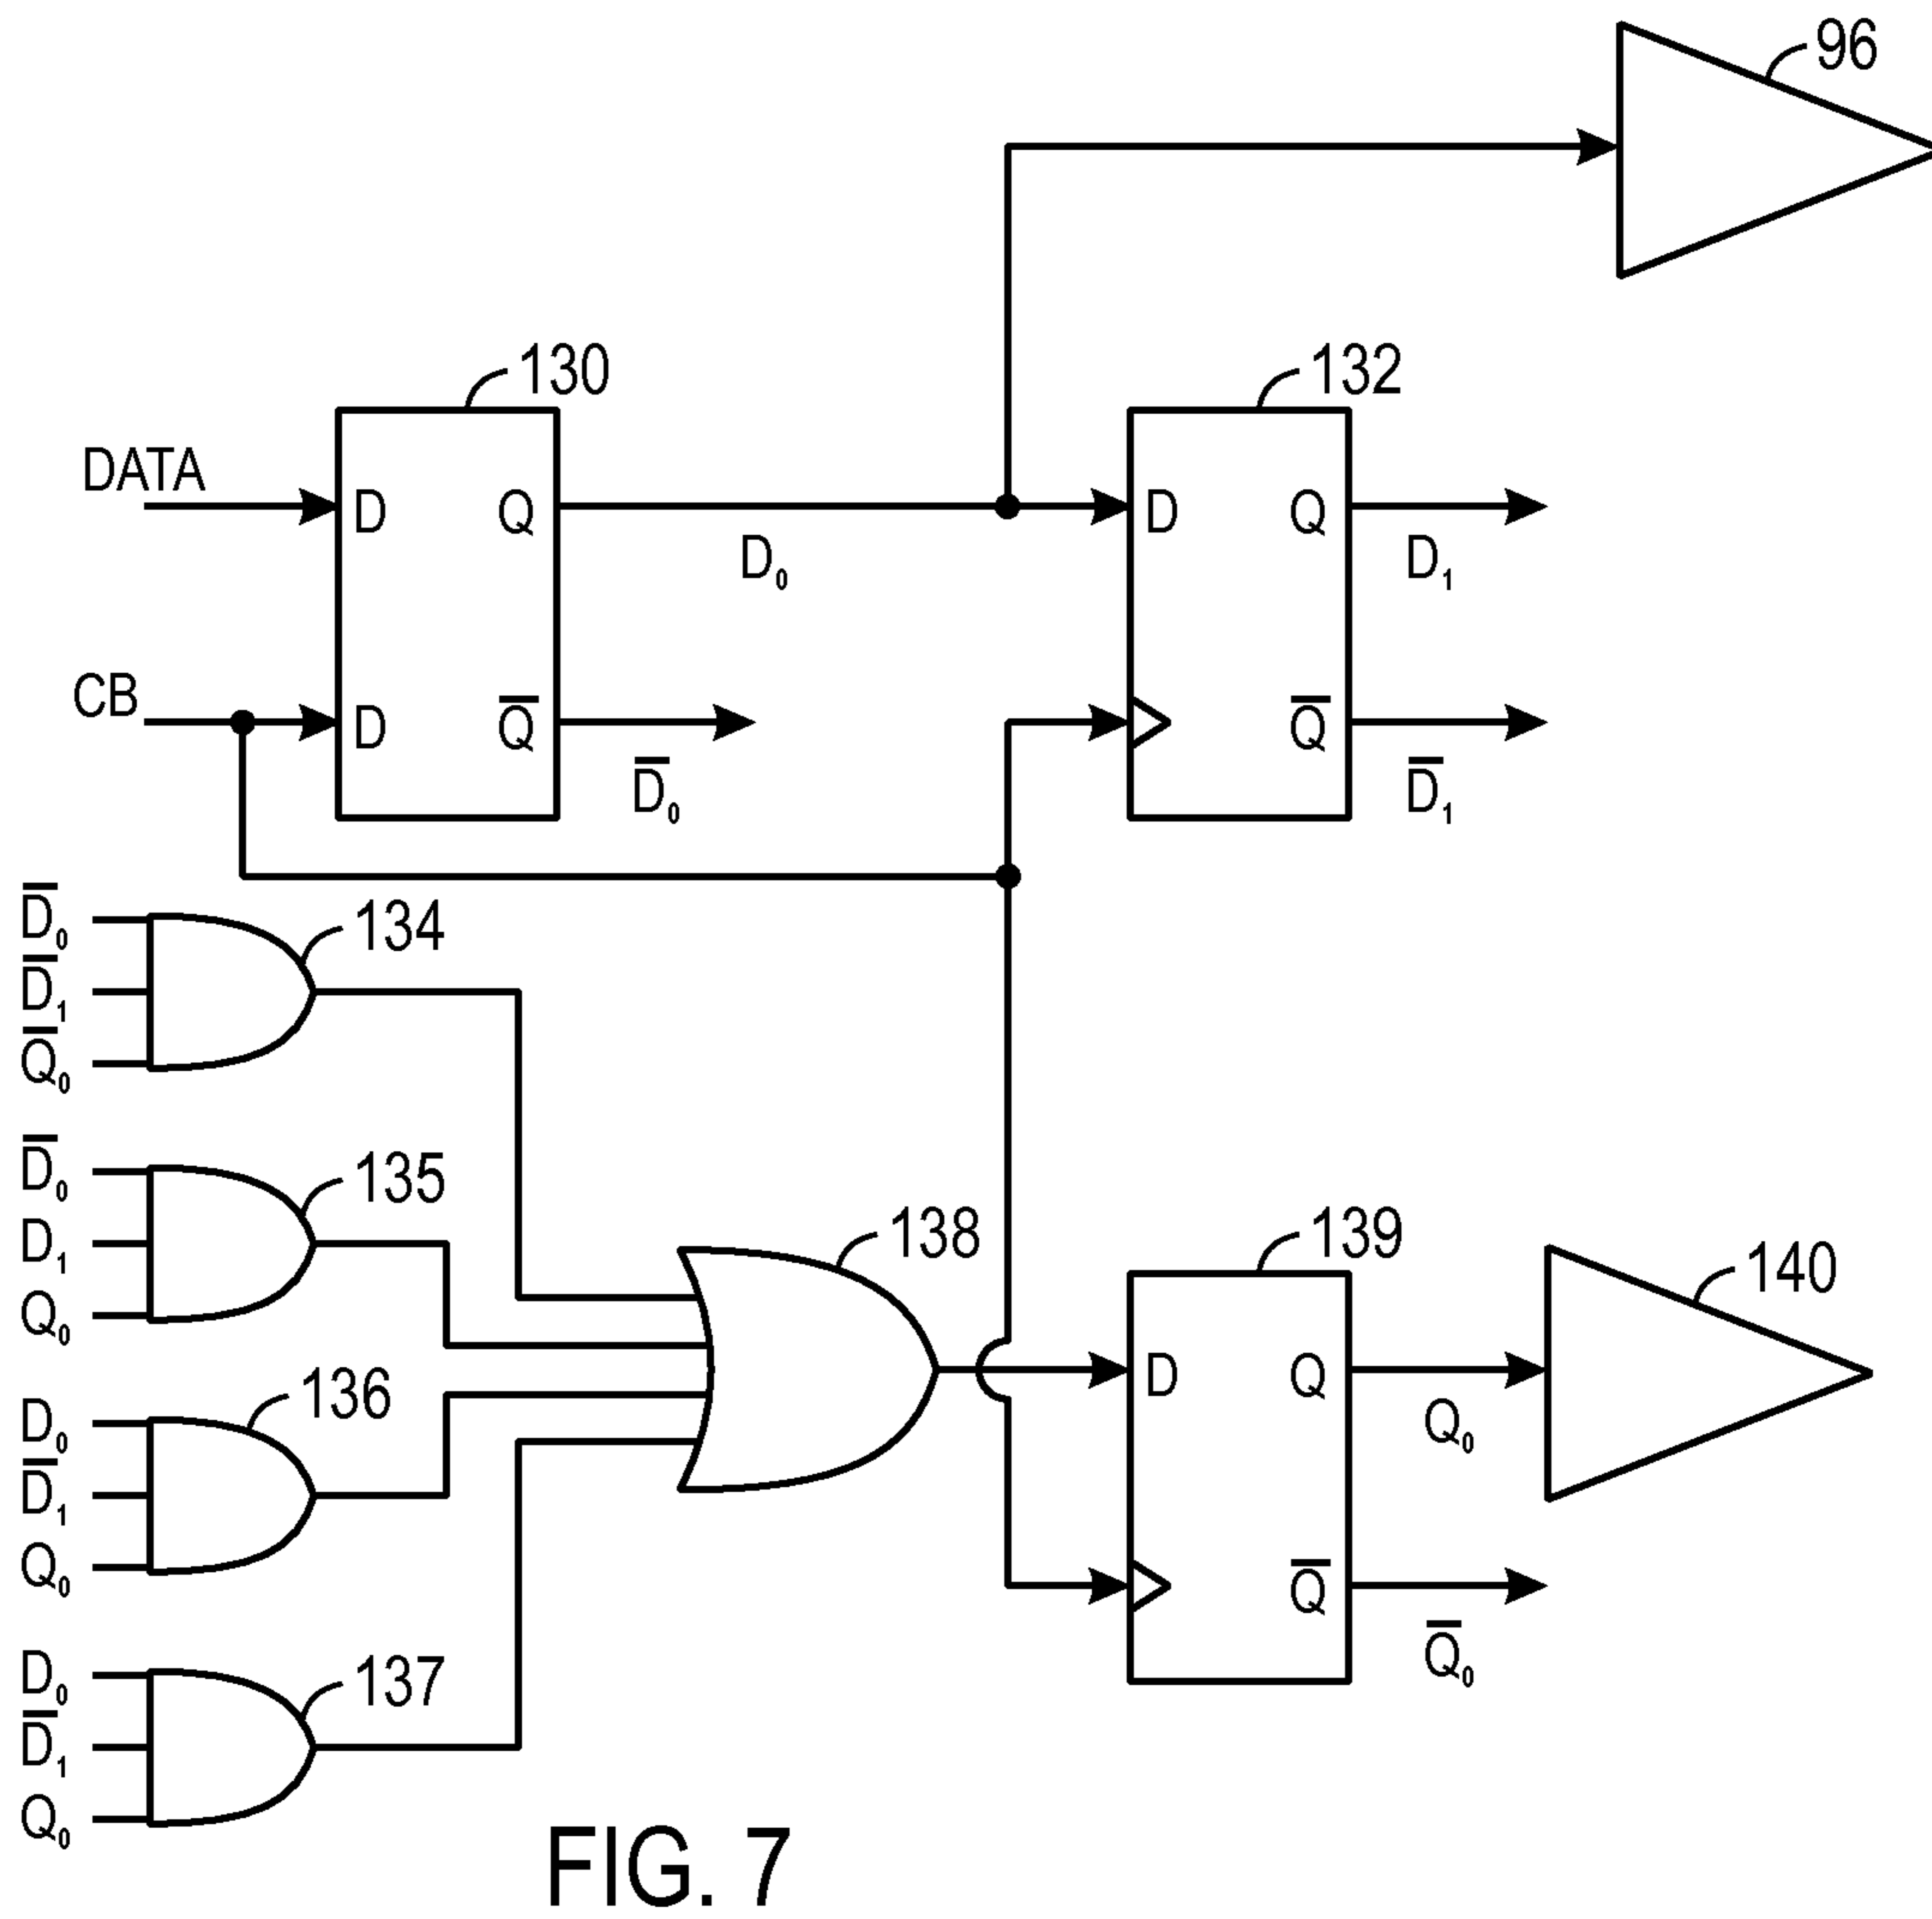 96
130
132
DATA
D
Q
D
Q
D₀
D₁
CB
D
Q̅
Q̅
D̅₀
D̅₁
D̅₀
134
D̅₁
Q̅₀
D̅₀
135
D₁
138
139
140
Q₀
D
Q
136
D₀
Q₀
D̅₁
Q₀
Q̅
Q̅₀
D₀
137
D̅₁
Q₀
FIG. 7